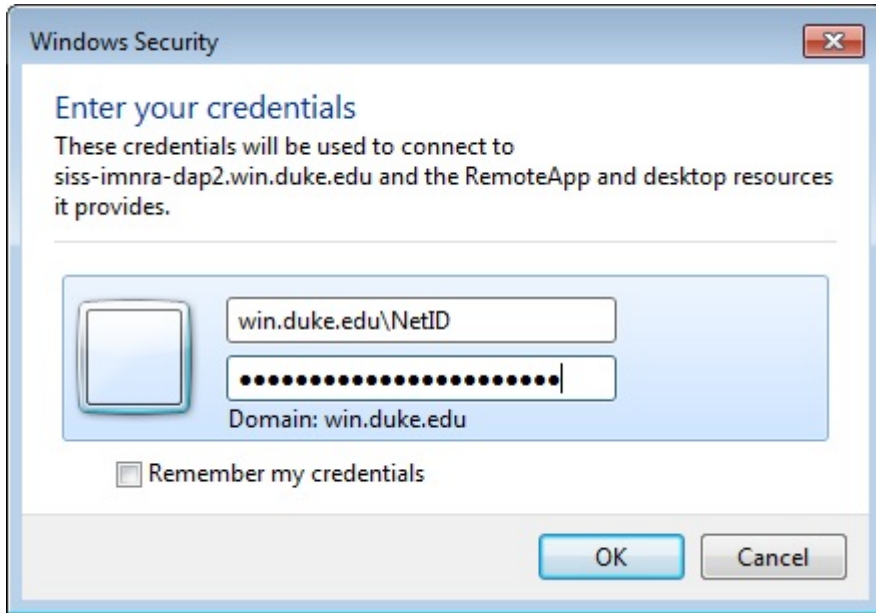 Windows Security
Enter your credentials
These credentials will be used to connect to
siss-imnra-dap2.win.duke.edu and the RemoteApp and desktop resources
it provides.
win.duke.edu\NetID
●●●●●●●●●●●●●●●●●●●●●●●
Domain: win.duke.edu
Remember my credentials
OK
Cancel